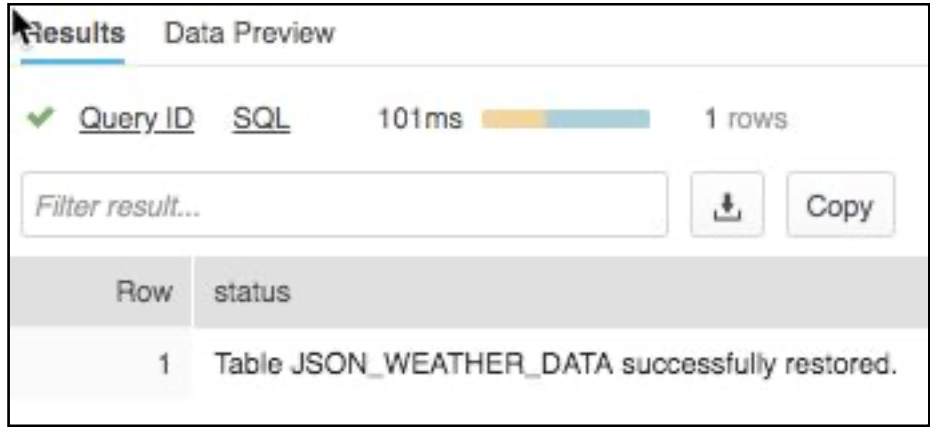 Results Data Preview
Query ID SQL 101ms 1 rows
Filter result... Copy
Row status
1 Table JSON_WEATHER_DATA successfully restored.